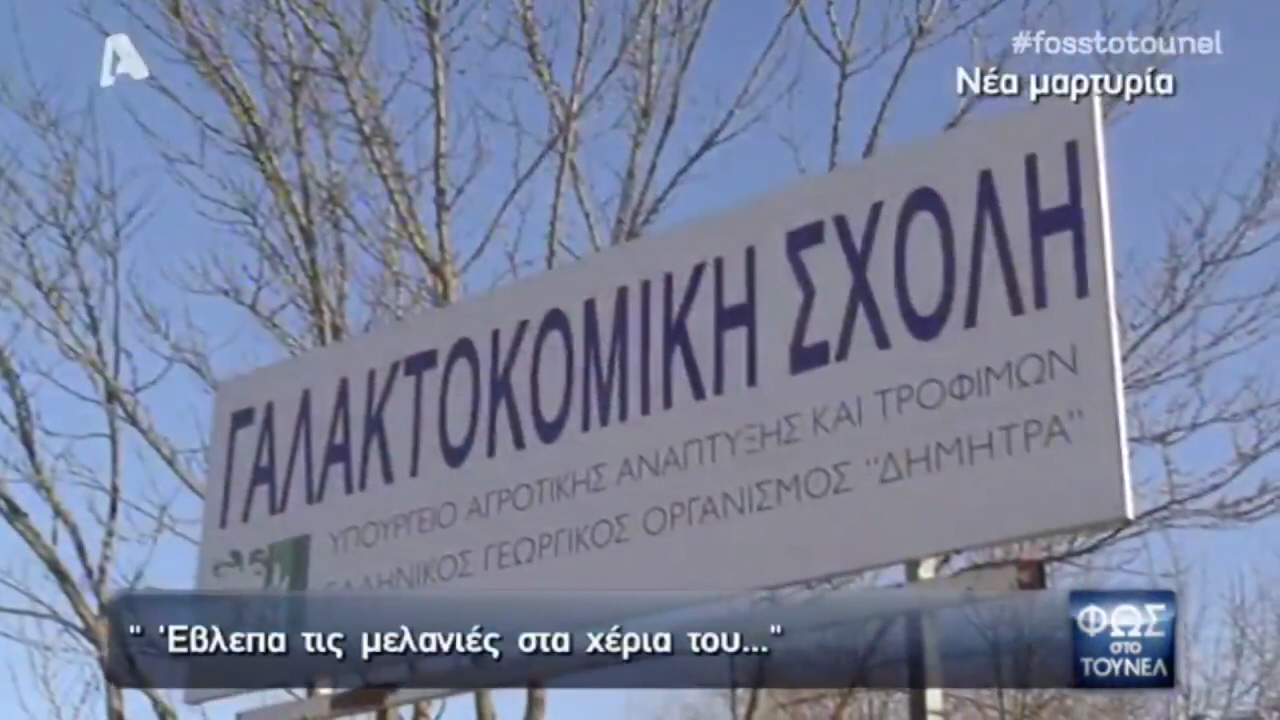 A
#fosstotounel
Νέα μαρτυρία
ΓΑΛΑΚΤΟΚΟΜΙΚΗ ΣΧΟΛΗ
ΥΠΟΥΡΓΕΙΟ ΑΓΡΟΤΙΚΗΣ ΑΝΑΠΤΥΞΗΣ ΚΑΙ ΤΡΟΦΙΜΩΝ
ΕΛΛΗΝΙΚΟΣ ΓΕΩΡΓΙΚΟΣ ΟΡΓΑΝΙΣΜΟΣ "ΔΗΜΗΤΡΑ"
" Έβλεπα τις μελανιές στα χέρια του..."
ΦΩΣ
στο
ΤΟΥΝΕΛ